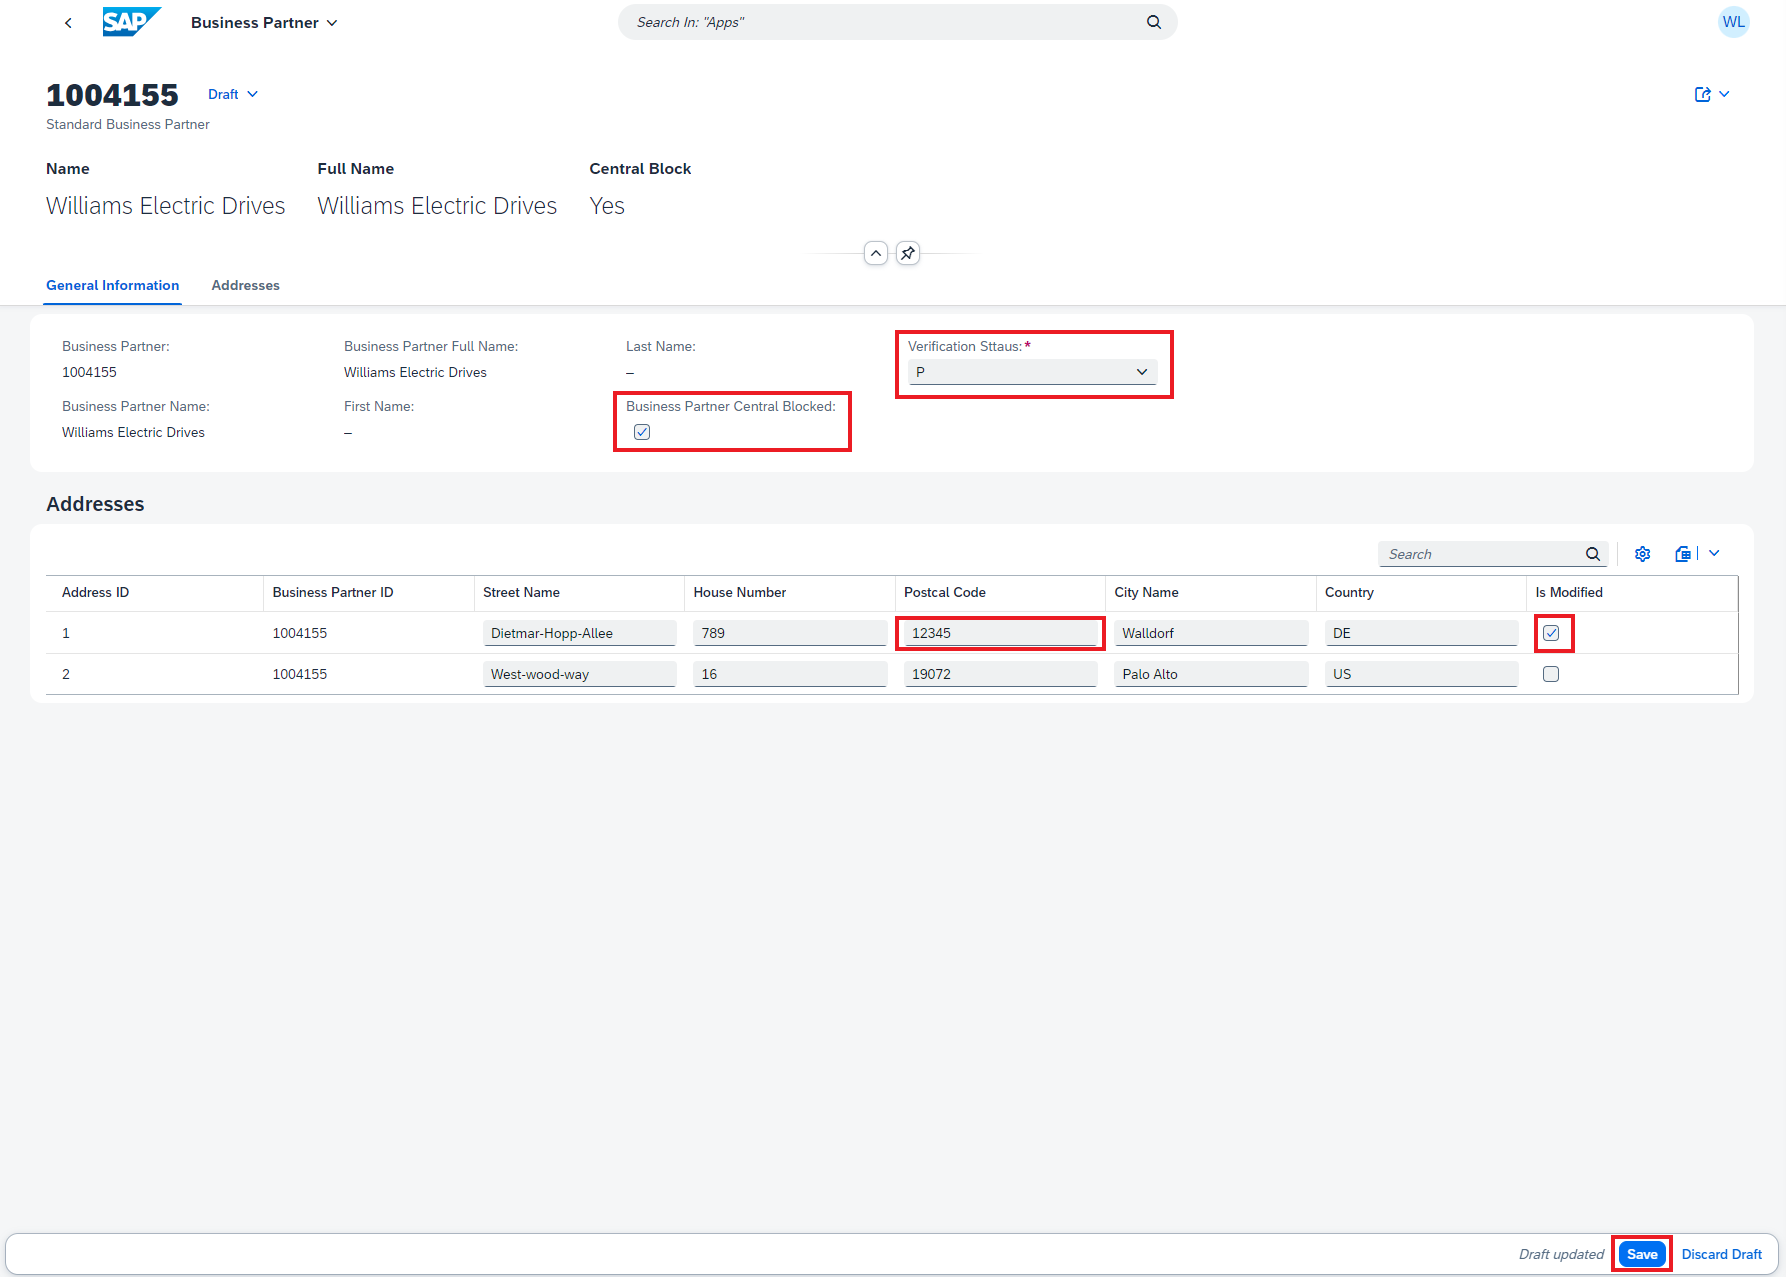 SAP Business Partner Search In: "Apps" WL
1004155 Draft
Standard Business Partner
Name Full Name Central Block
Williams Electric Drives Williams Electric Drives Yes
General Information Addresses
Business Partner: Business Partner Full Name: Last Name: Verification Sttaus:*
1004155 Williams Electric Drives – P
Business Partner Name: First Name: Business Partner Central Blocked:
Williams Electric Drives –
Addresses
Search
Address ID Business Partner ID Street Name House Number Postcal Code City Name Country Is Modified
1 1004155 Dietmar-Hopp-Allee 789 12345 Walldorf DE
2 1004155 West-wood-way 16 19072 Palo Alto US
Draft updated Save Discard Draft